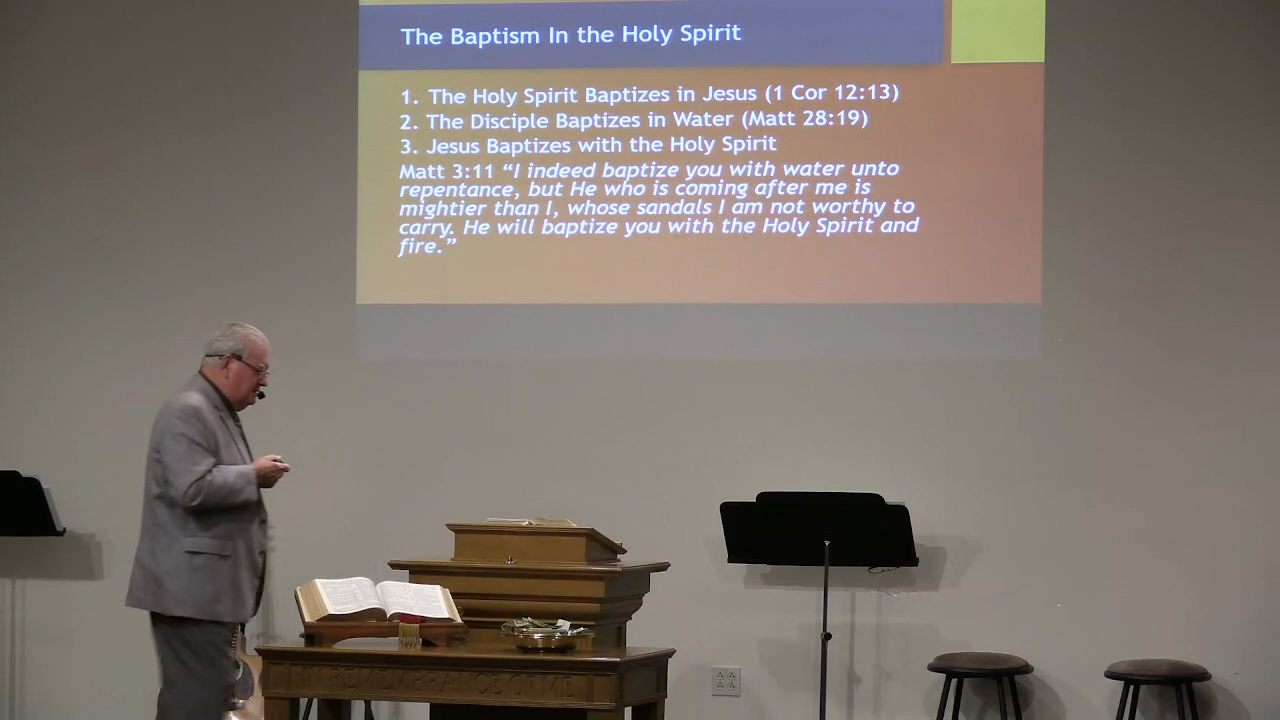 The Baptism In the Holy Spirit
1. The Holy Spirit Baptizes in Jesus (1 Cor 12:13)
2. The Disciple Baptizes in Water (Matt 28:19)
3. Jesus Baptizes with the Holy Spirit
Matt 3:11 “I indeed baptize you with water unto
repentance, but He who is coming after me is
mightier than I, whose sandals I am not worthy to
carry. He will baptize you with the Holy Spirit and
fire.”
REMEMBRANCE OF ME